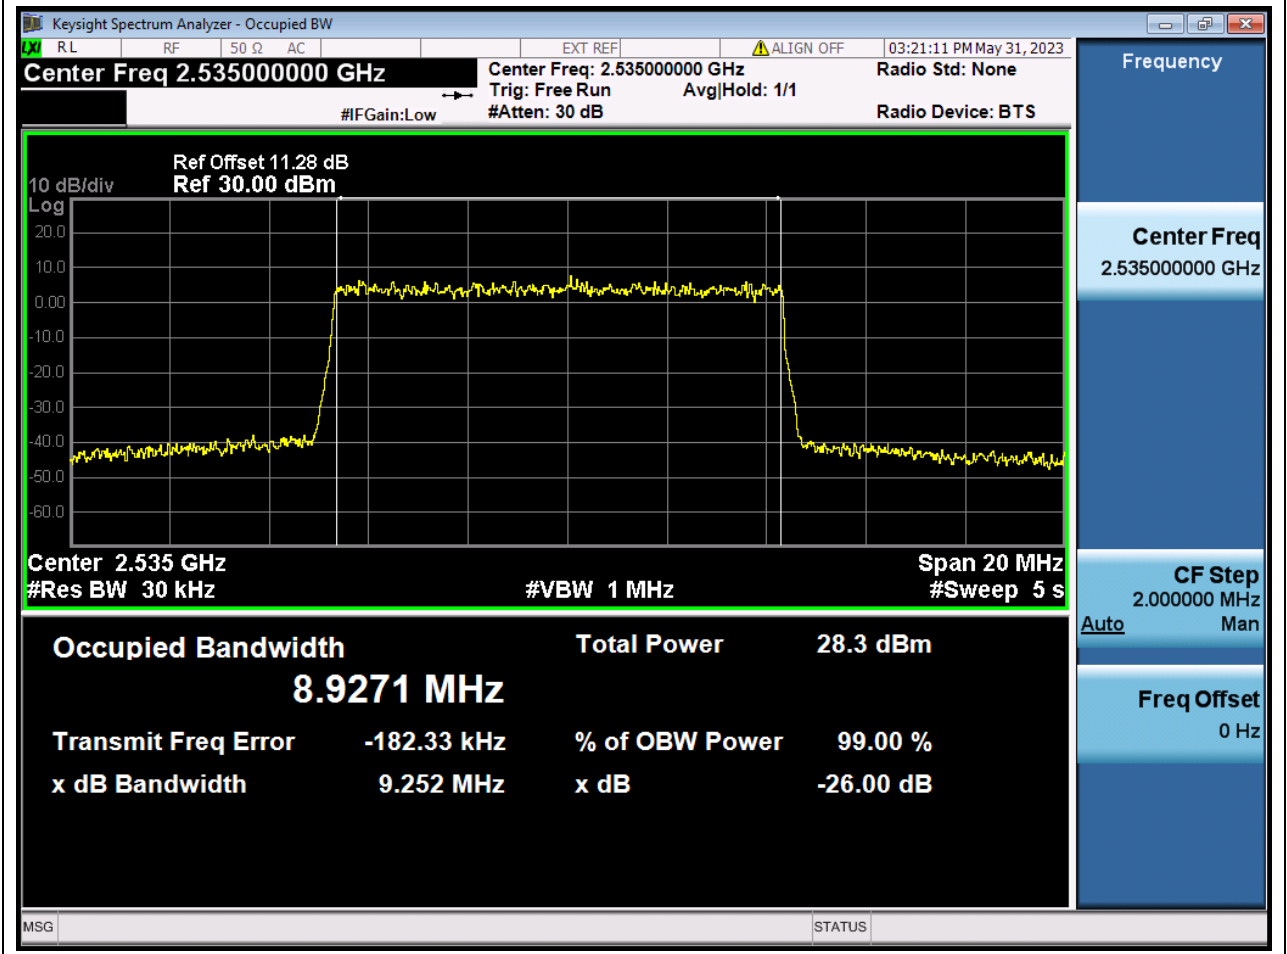 Keysight Spectrum Analyzer - Occupied BW
LXI RL RF 50 Ω AC EXT REF ALIGN OFF 03:21:11 PM May 31, 2023
Center Freq 2.535000000 GHz
Center Freq: 2.535000000 GHz
Radio Std: None
Trig: Free Run Avg|Hold: 1/1
#IFGain:Low
#Atten: 30 dB
Radio Device: BTS
Ref Offset 11.28 dB
10 dB/div Ref 30.00 dBm
Log
20.0
10.0
0.00
-10.0
-20.0
-30.0
-40.0
-50.0
-60.0
Center 2.535 GHz Span 20 MHz
#Res BW 30 kHz #VBW 1 MHz #Sweep 5 s
Occupied Bandwidth Total Power 28.3 dBm
8.9271 MHz
Transmit Freq Error -182.33 kHz % of OBW Power 99.00 %
x dB Bandwidth 9.252 MHz x dB -26.00 dB
Frequency
Center Freq
2.535000000 GHz
CF Step
2.000000 MHz
Auto Man
Freq Offset
0 Hz
MSG STATUS